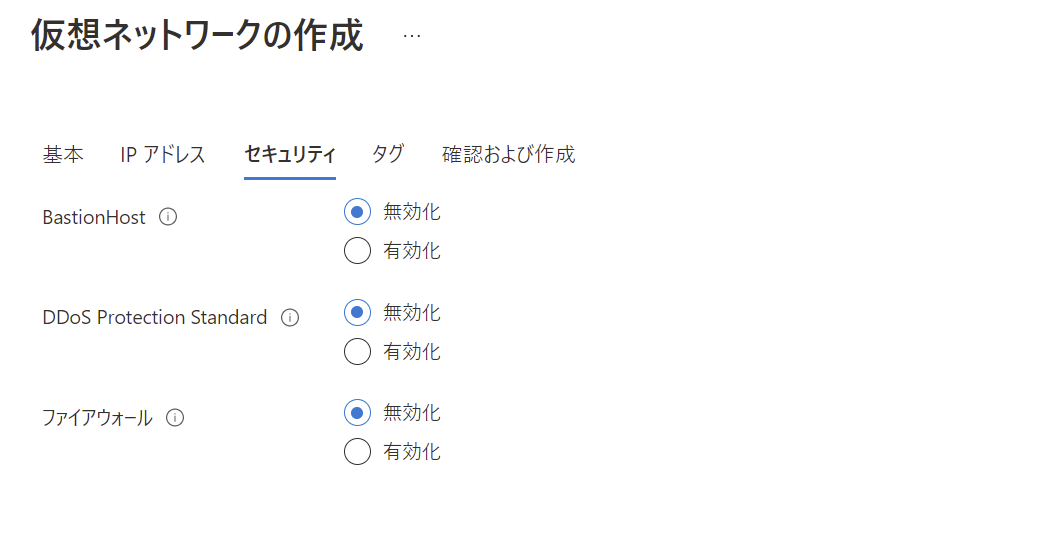 仮想ネットワークの作成 ...
基本 IP アドレス セキュリティ タグ 確認および作成
BastionHost
無効化
有効化
DDoS Protection Standard
無効化
有効化
ファイアウォール
無効化
有効化